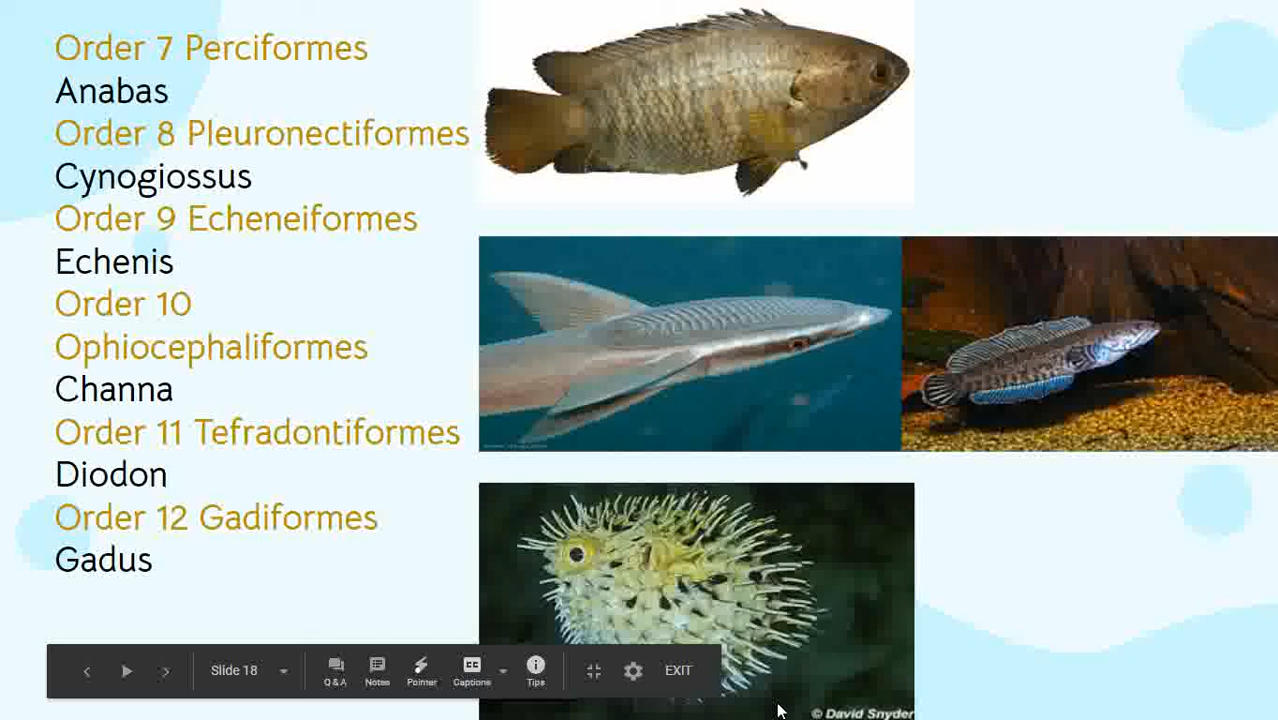 Order 7 Perciformes
Anabas
Order 8 Pleuronectiformes
Cynogiossus
Order 9 Echeneiformes
Echenis
Order 10
Ophiocephaliformes
Channa
Order 11 Tefradontiformes
Diodon
Order 12 Gadiformes
Gadus
Slide 18
Q & A
Notes
Pointer
Captions
Tips
EXIT
© David Snyder